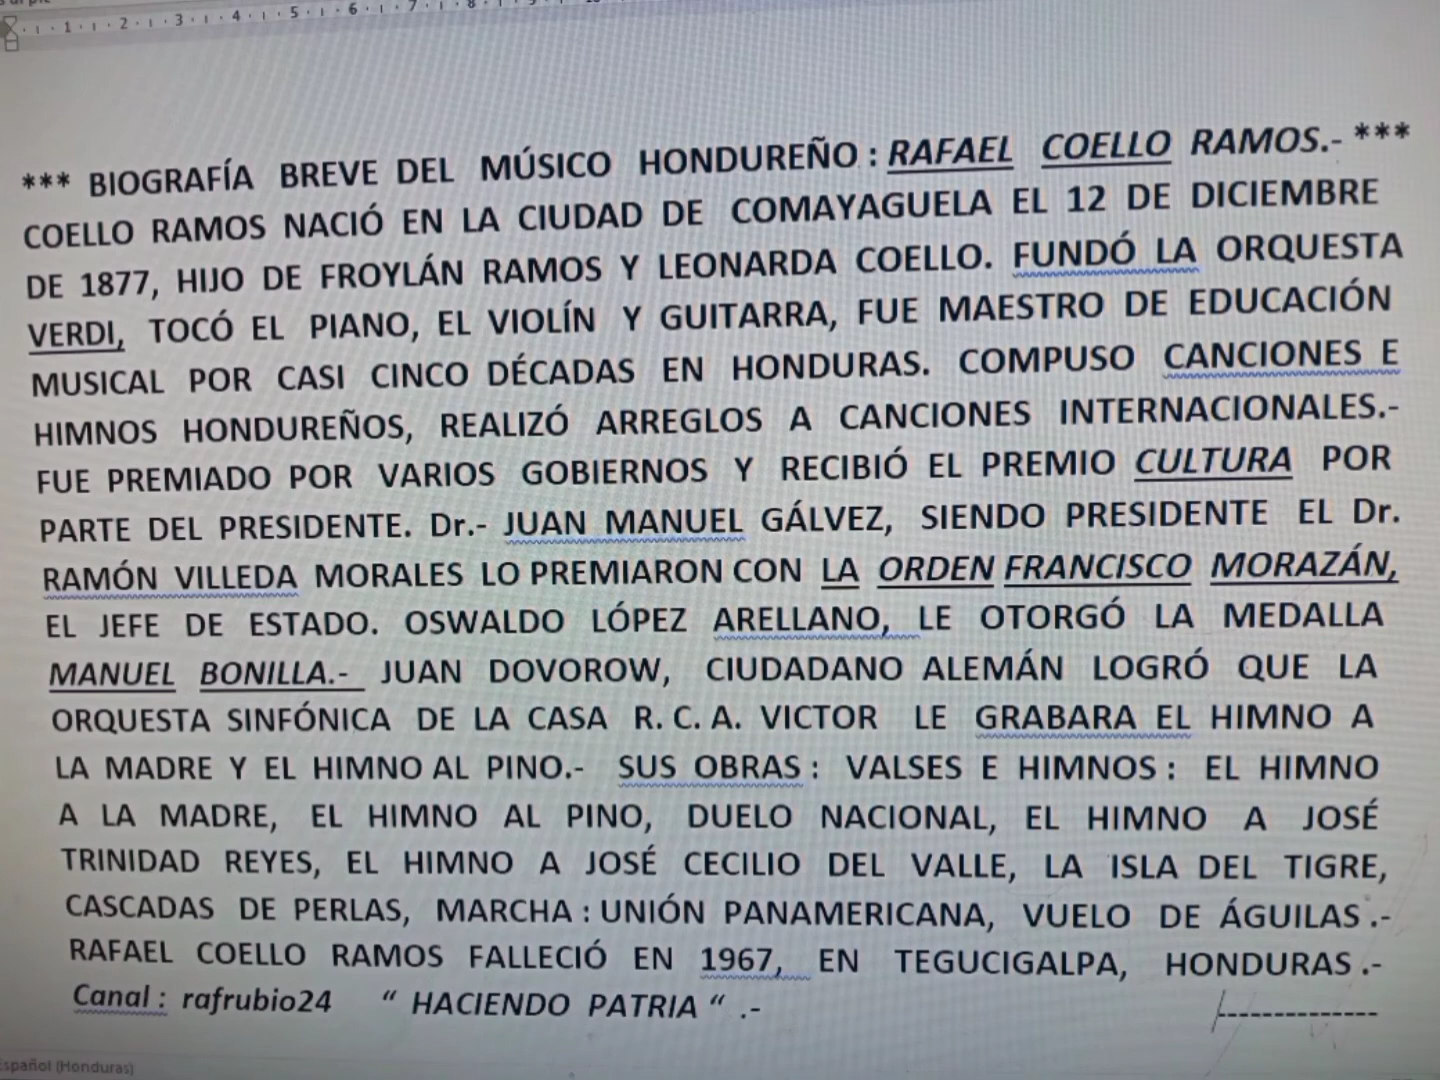 *** BIOGRAFÍA BREVE DEL MÚSICO HONDUREÑO : RAFAEL COELLO RAMOS.- ***
COELLO RAMOS NACIÓ EN LA CIUDAD DE COMAYAGUELA EL 12 DE DICIEMBRE
DE 1877, HIJO DE FROYLÁN RAMOS Y LEONARDA COELLO. FUNDÓ LA ORQUESTA
VERDI, TOCÓ EL PIANO, EL VIOLÍN Y GUITARRA, FUE MAESTRO DE EDUCACIÓN
MUSICAL POR CASI CINCO DÉCADAS EN HONDURAS. COMPUSO CANCIONES E
HIMNOS HONDUREÑOS, REALIZÓ ARREGLOS A CANCIONES INTERNACIONALES.-
FUE PREMIADO POR VARIOS GOBIERNOS Y RECIBIÓ EL PREMIO CULTURA POR
PARTE DEL PRESIDENTE. Dr.- JUAN MANUEL GÁLVEZ, SIENDO PRESIDENTE EL Dr.
RAMÓN VILLEDA MORALES LO PREMIARON CON LA ORDEN FRANCISCO MORAZÁN,
EL JEFE DE ESTADO. OSWALDO LÓPEZ ARELLANO, LE OTORGÓ LA MEDALLA
MANUEL BONILLA.- JUAN DOVOROW, CIUDADANO ALEMÁN LOGRÓ QUE LA
ORQUESTA SINFÓNICA DE LA CASA R. C. A. VICTOR LE GRABARA EL HIMNO A
LA MADRE Y EL HIMNO AL PINO.- SUS OBRAS : VALSES E HIMNOS : EL HIMNO
A LA MADRE, EL HIMNO AL PINO, DUELO NACIONAL, EL HIMNO A JOSÉ
TRINIDAD REYES, EL HIMNO A JOSÉ CECILIO DEL VALLE, LA ISLA DEL TIGRE,
CASCADAS DE PERLAS, MARCHA : UNIÓN PANAMERICANA, VUELO DE ÁGUILAS .-
RAFAEL COELLO RAMOS FALLECIÓ EN 1967, EN TEGUCIGALPA, HONDURAS .-
Canal : rafrubio24 “ HACIENDO PATRIA “ .- --------------
Español (Honduras)